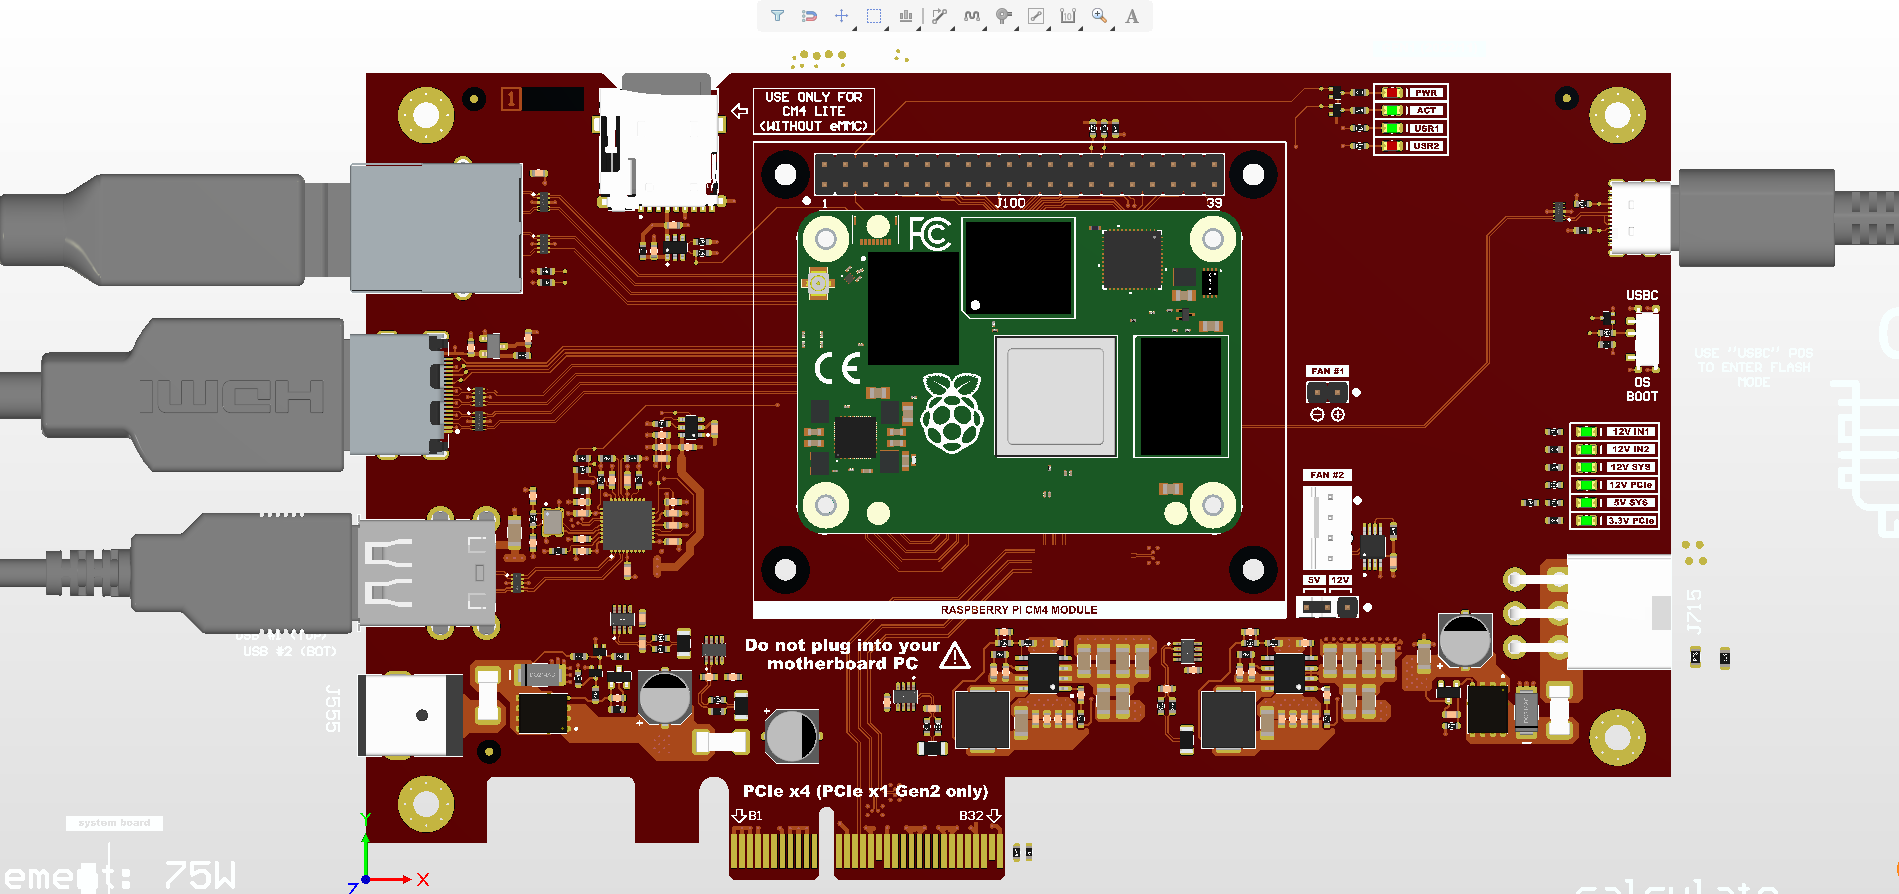 1
USE ONLY FOR
CM4 LITE
(WITHOUT eMMC)
PWR
ACT
USR1
USR2
1
J100
39
FC
CE
HDMI
USBC
OS
BOOT
USE "USBC" POS
TO ENTER FLASH
MODE
FAN #1
FAN #2
5V
12V
12V IN1
12V IN2
12V SYS
12V PCIe
5V SYS
3.3V PCIe
RASPBERRY PI CM4 MODULE
Do not plug into your
motherboard PC
USB #2 (BOT)
J555
J715
PCIe x4 (PCIe x1 Gen2 only)
B1
B32
system board
ement: 75W
calculate
Y
X
Z
A